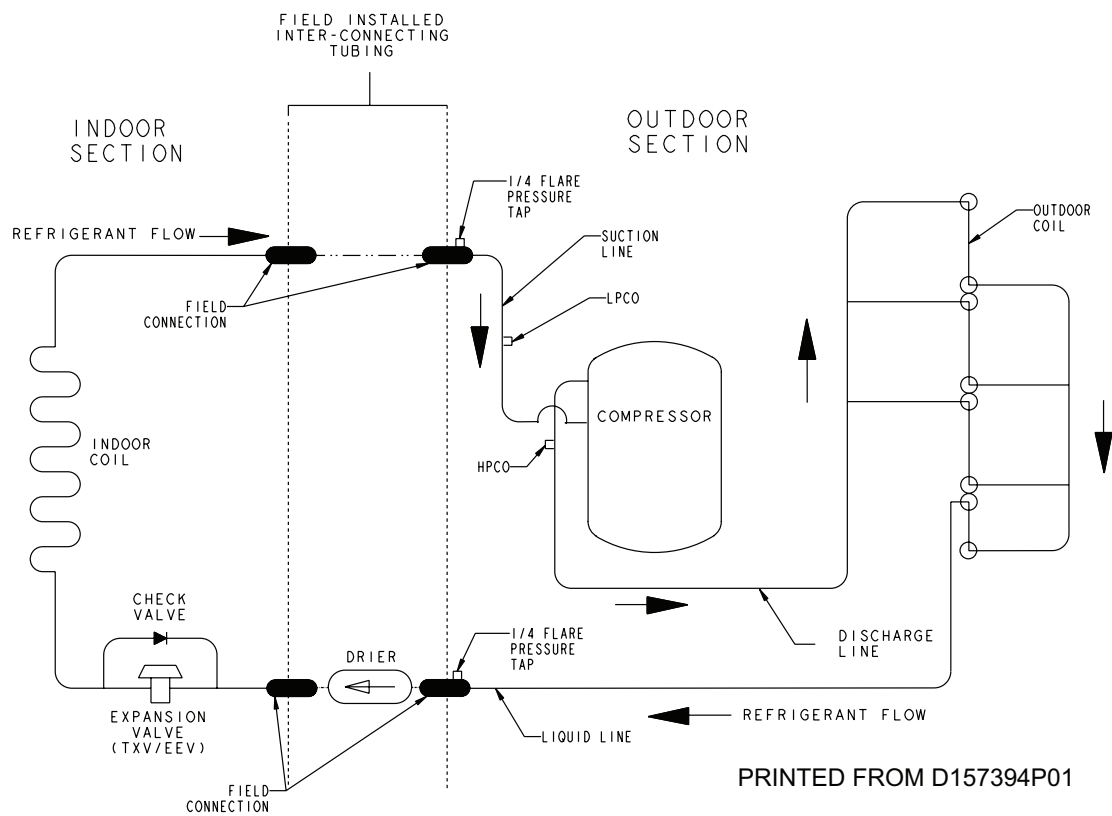 FIELD INSTALLED
INTER-CONNECTING
TUBING
INDOOR
SECTION
OUTDOOR
SECTION
1/4 FLARE
PRESSURE
TAP
OUTDOOR
COIL
REFRIGERANT FLOW
SUCTION
LINE
FIELD
CONNECTION
LPCO
COMPRESSOR
INDOOR
COIL
HPCO
CHECK
VALVE
DRIER
1/4 FLARE
PRESSURE
TAP
DISCHARGE
LINE
EXPANSION
VALVE
(TXV/EEV)
LIQUID LINE
REFRIGERANT FLOW
FIELD
CONNECTION
PRINTED FROM D157394P01